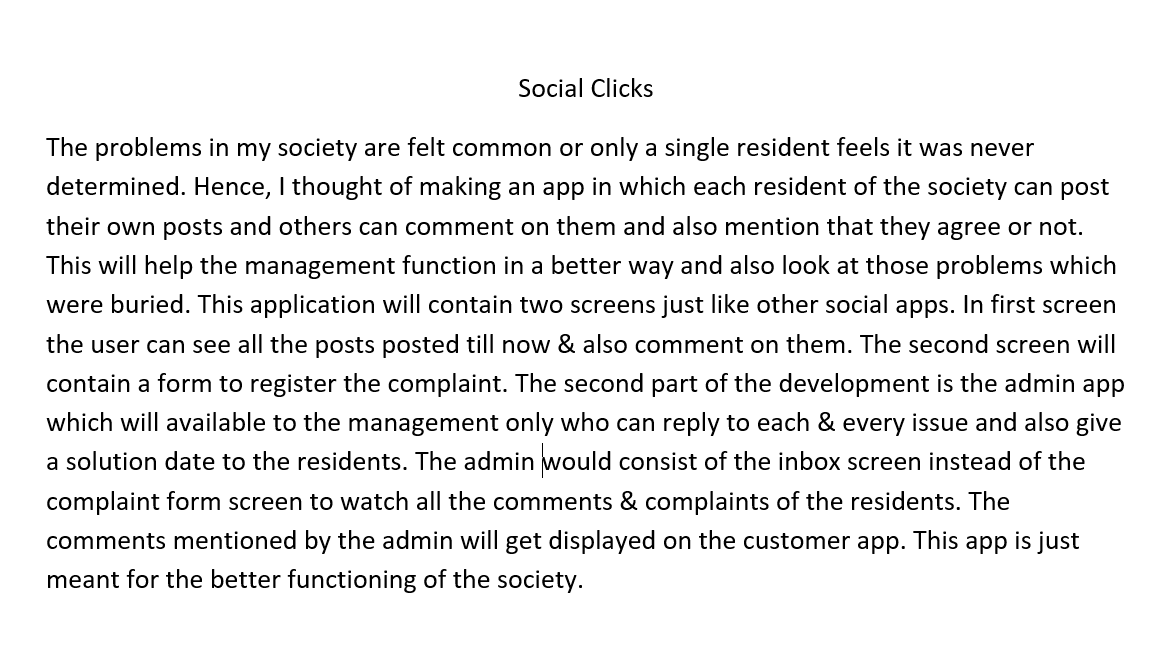 Social Clicks
The problems in my society are felt common or only a single resident feels it was never
determined. Hence, I thought of making an app in which each resident of the society can post
their own posts and others can comment on them and also mention that they agree or not.
This will help the management function in a better way and also look at those problems which
were buried. This application will contain two screens just like other social apps. In first screen
the user can see all the posts posted till now & also comment on them. The second screen will
contain a form to register the complaint. The second part of the development is the admin app
which will available to the management only who can reply to each & every issue and also give
a solution date to the residents. The admin would consist of the inbox screen instead of the
complaint form screen to watch all the comments & complaints of the residents. The
comments mentioned by the admin will get displayed on the customer app. This app is just
meant for the better functioning of the society.